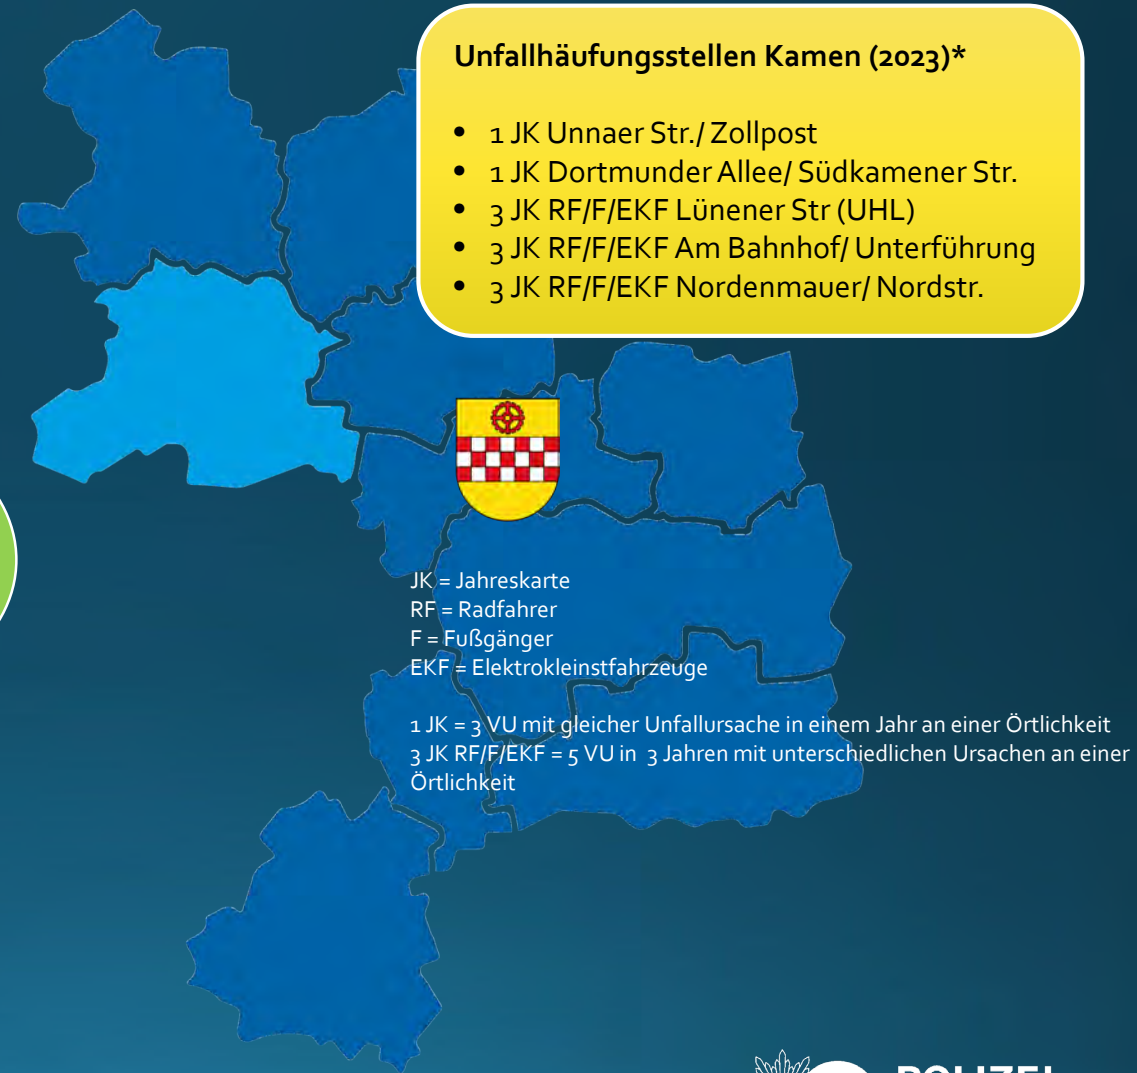 Unfallhäufungsstellen Kamen (2023)*
• 1 JK Unnaer Str./ Zollpost
• 1 JK Dortmunder Allee/ Südkamener Str.
• 3 JK RF/F/EKF Lünener Str (UHL)
• 3 JK RF/F/EKF Am Bahnhof/ Unterführung
• 3 JK RF/F/EKF Nordenmauer/ Nordstr.
JK = Jahreskarte
RF = Radfahrer
F = Fußgänger
EKF = Elektrokleinstfahrzeuge
1 JK = 3 VU mit gleicher Unfallursache in einem Jahr an einer Örtlichkeit
3 JK RF/F/EKF = 5 VU in 3 Jahren mit unterschiedlichen Ursachen an einer
Örtlichkeit
POLIZEI